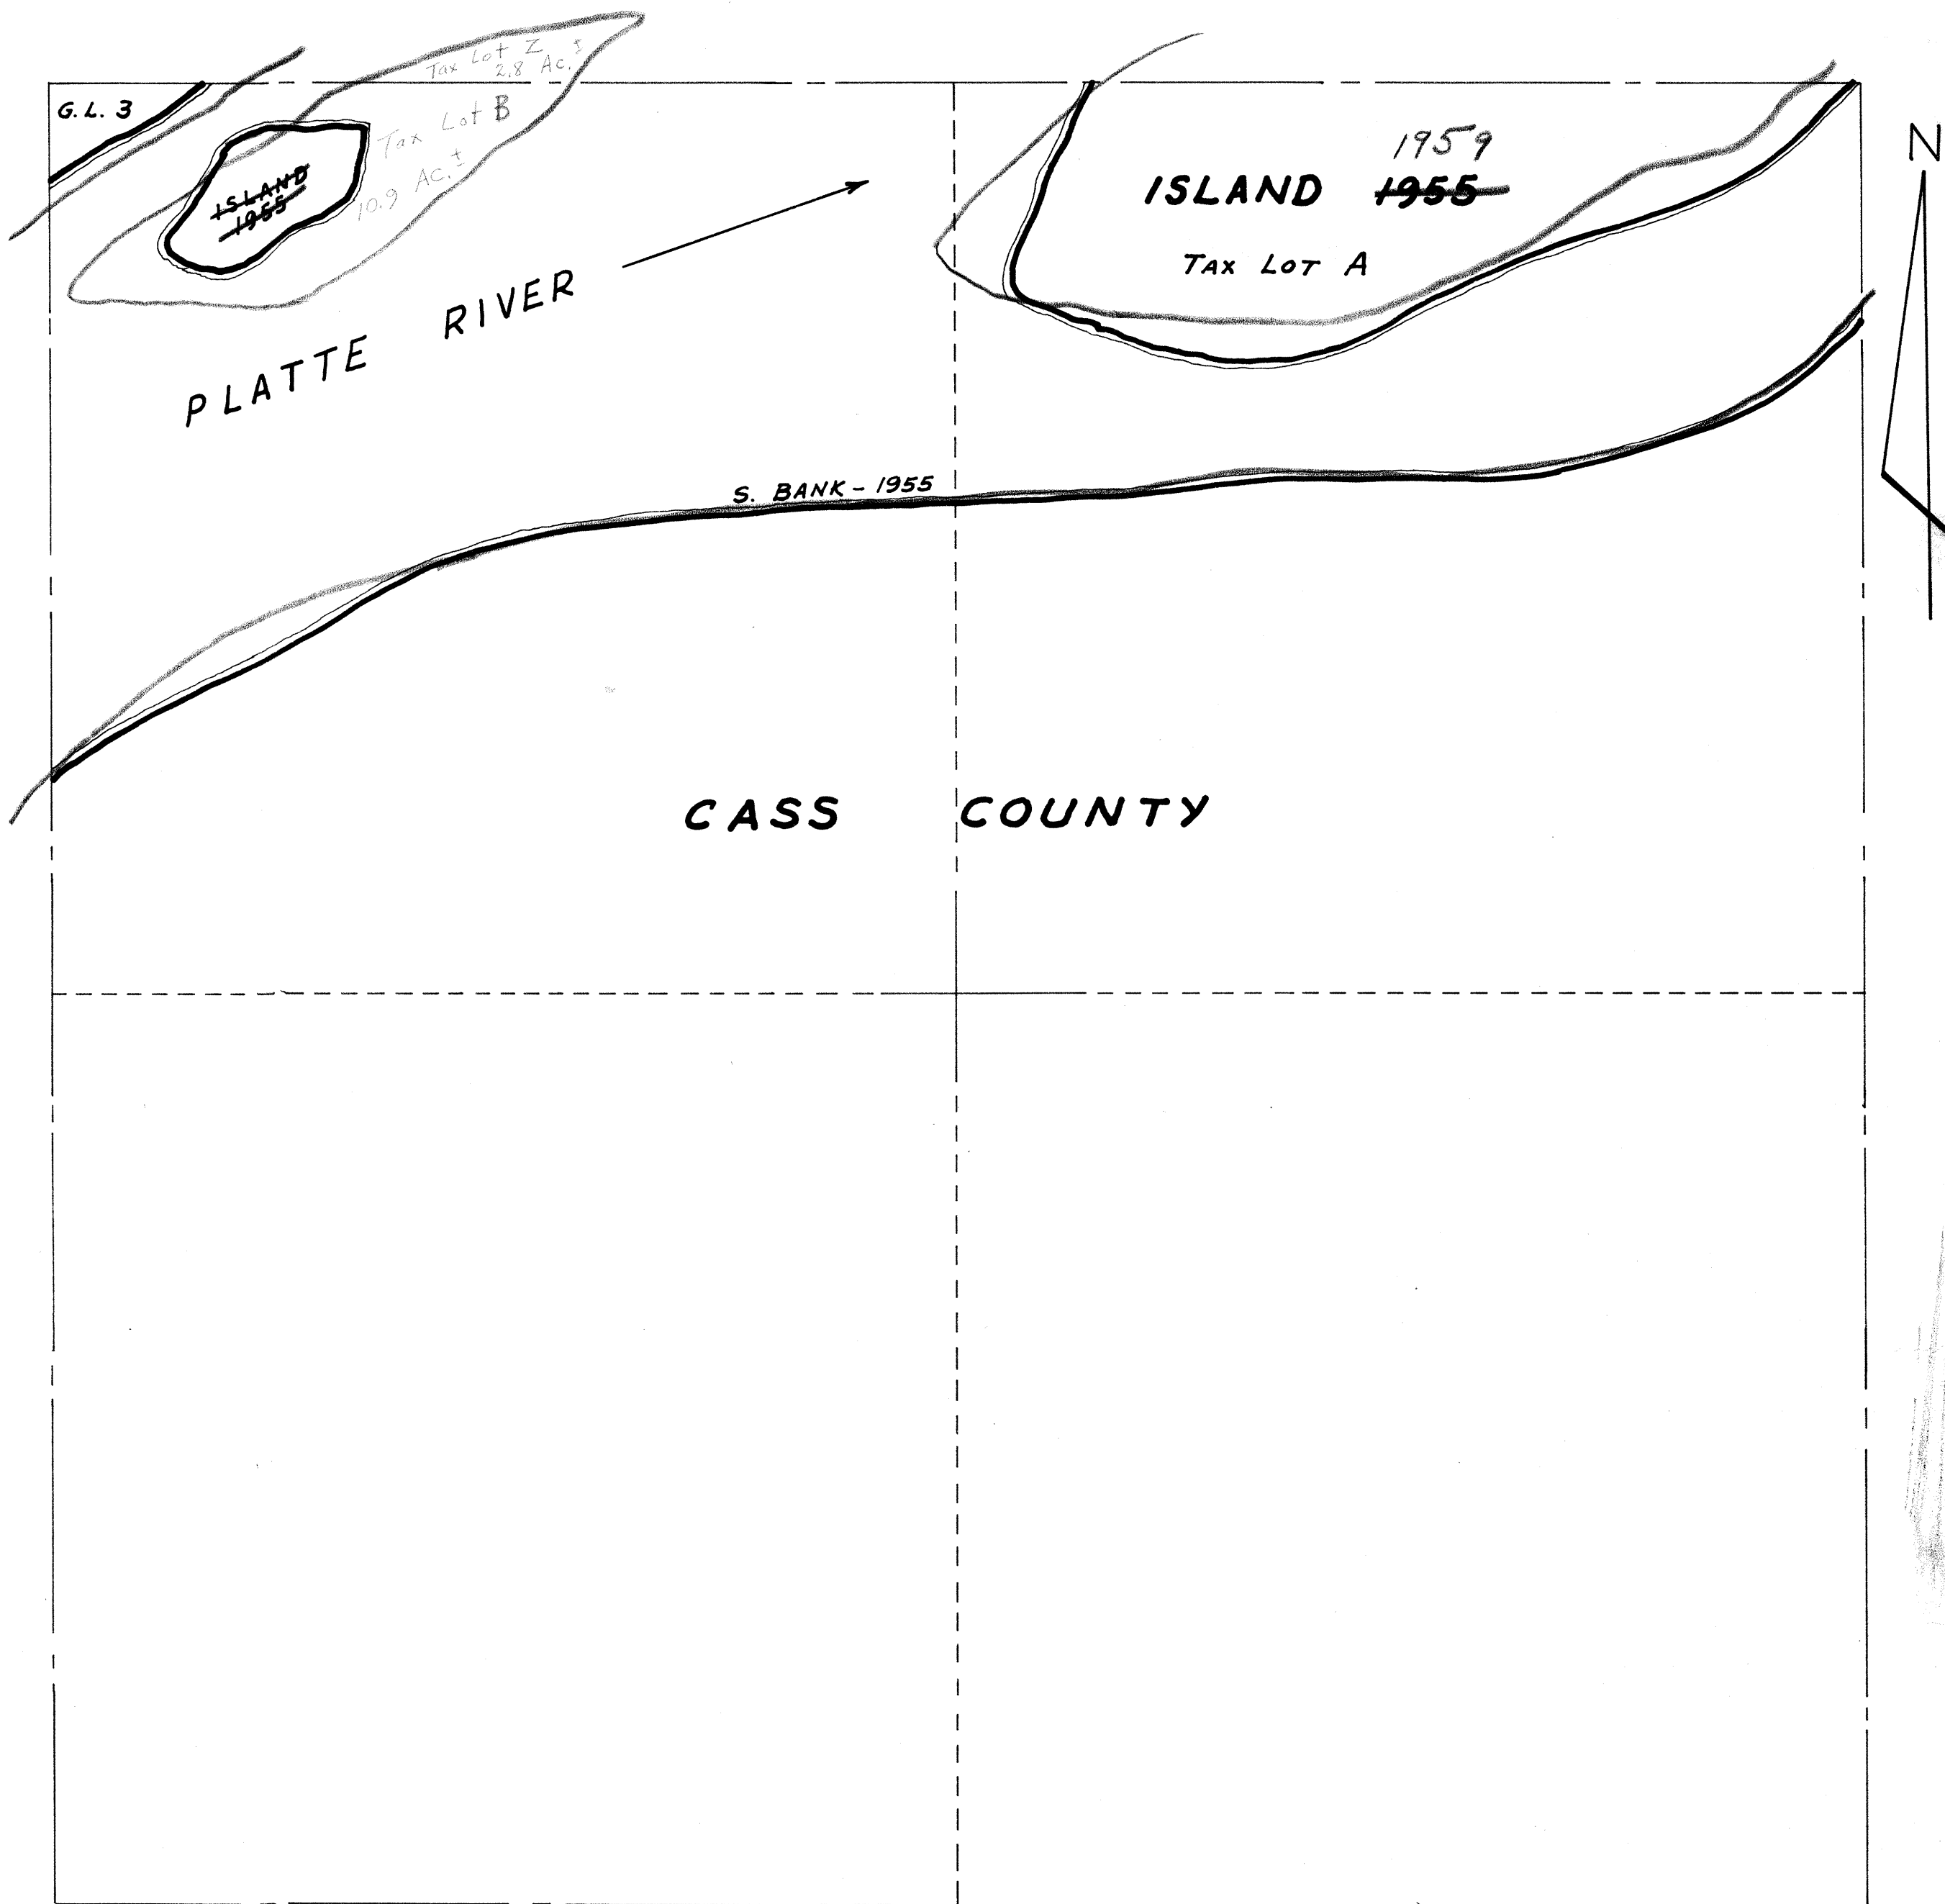 Tax Lot Z ±
2.8 Ac.
G. L. 3
Tax Lot B
10.9 Ac. ±
ISLAND
1955
PLATTE RIVER
1959
ISLAND 1955
TAX LOT A
N
S. BANK - 1955
CASS COUNTY